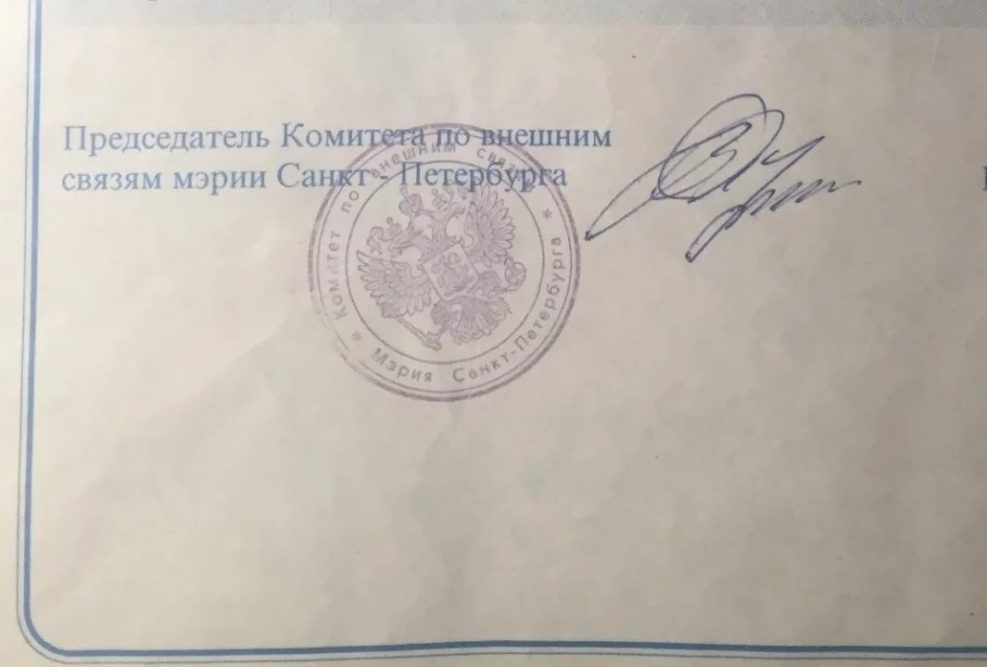 Председатель Комитета по внешним
связям мэрии Санкт - Петербурга
* Комитет по внешним связям *
Мэрия Санкт-Петербурга